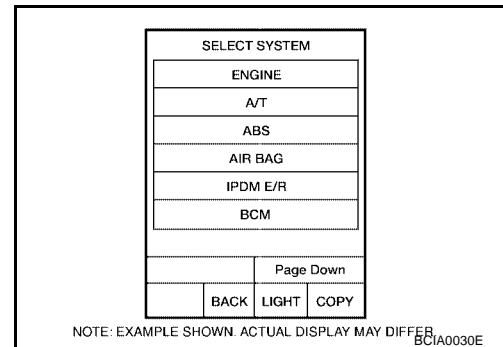 SELECT SYSTEM
ENGINE
A/T
ABS
AIR BAG
IPDM E/R
BCM
Page Down
BACK LIGHT COPY
NOTE: EXAMPLE SHOWN. ACTUAL DISPLAY MAY DIFFER.
BCIA0030E